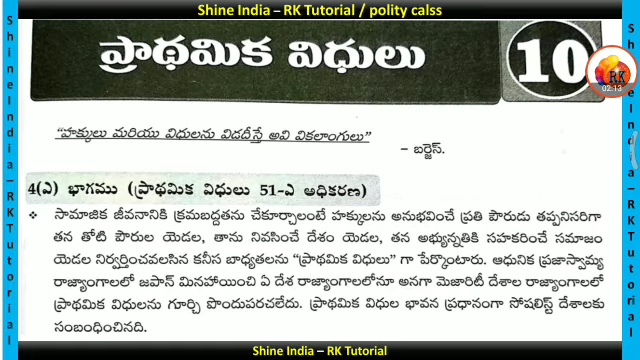 Shine India – RK Tutorial / polity calss
ప్రాథమిక విధులు
10
RK
02:13
"హక్కులు మరియు విధులను విడదీస్తే అవి వికలాంగులు"
– బర్జెస్.
4(ఎ) భాగము (ప్రాథమిక విధులు 51-ఎ అధికరణ)
❖ సామాజిక జీవనానికి క్రమబద్ధతను చేకూర్చాలంటే హక్కులను అనుభవించే ప్రతి పౌరుడు తప్పనిసరిగా
తన తోటి పౌరుల యెడల, తాను నివసించే దేశం యెడల, తన అభ్యున్నతికి సహకరించే సమాజం
యెడల నిర్వర్తించవలసిన కనీస బాధ్యతలను "ప్రాథమిక విధులు" గా పేర్కొంటారు. ఆధునిక ప్రజాస్వామ్య
రాజ్యాంగాలలో జపాన్ మినహాయించి ఏ దేశ రాజ్యాంగాలలోనూ అనగా మెజారిటీ దేశాల రాజ్యాంగాలలో
ప్రాథమిక విధులను గూర్చి పొందుపరచలేదు. ప్రాథమిక విధుల భావన ప్రధానంగా సోషలిస్ట్ దేశాలకు
సంబంధించినది.
Shine India – RK Tutorial
Shine India – RK Tutorial
Shine India – RK Tutorial